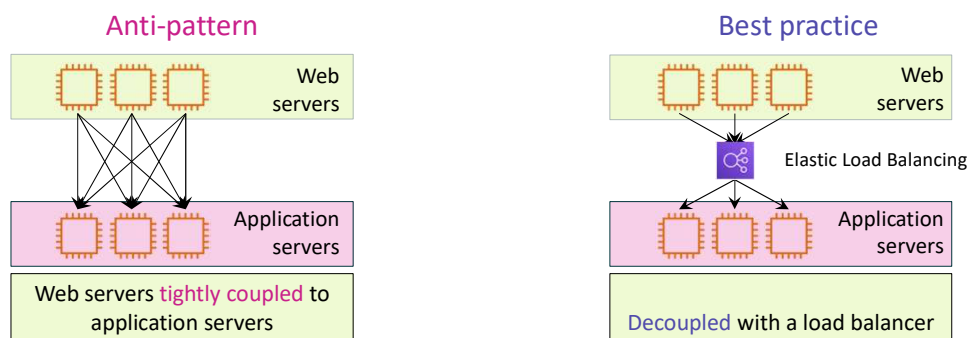 Anti-pattern
Web
servers
Application
servers
Web servers tightly coupled to
application servers
Best practice
Web
servers
Elastic Load Balancing
Application
servers
Decoupled with a load balancer